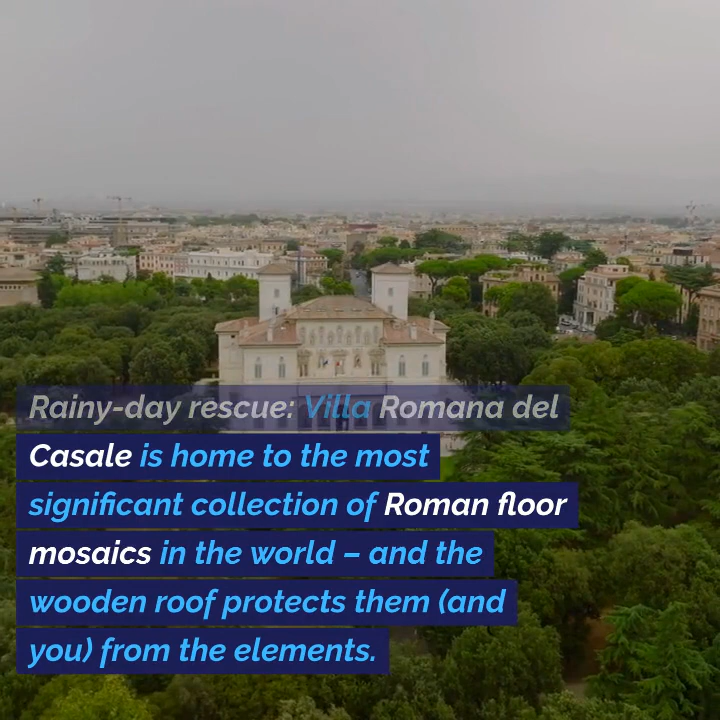 Rainy-day rescue: Villa Romana del
Casale is home to the most
significant collection of Roman floor
mosaics in the world – and the
wooden roof protects them (and
you) from the elements.